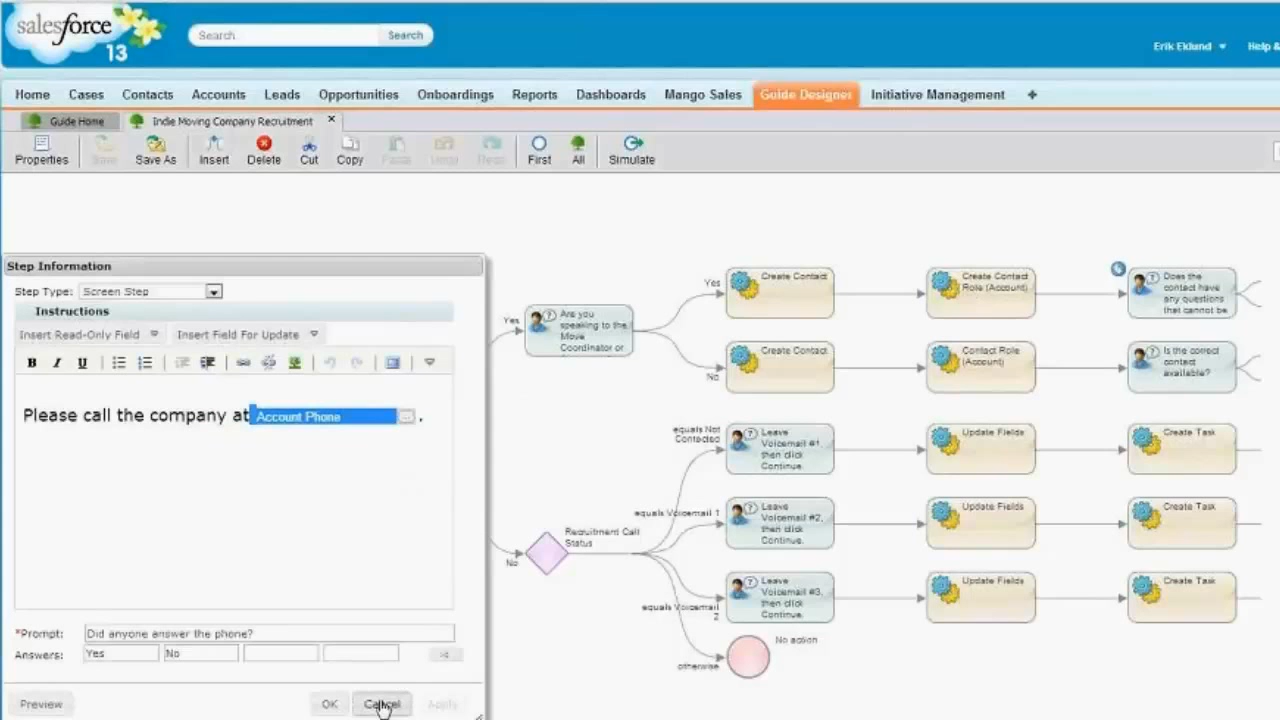 salesforce
13
Search
Search
Erik Eklund
Help &
Home Cases Contacts Accounts Leads Opportunities Onboardings Reports Dashboards Mango Sales Guide Designer Initiative Management +
Guide Home
Indie Moving Company Recruitment
Properties Save Save As Insert Delete Cut Copy Paste Undo Redo First All Simulate
Step Information
Step Type: Screen Step
Instructions
Insert Read-Only Field
Insert Field For Update
B I U
Please call the company at Account Phone .
*Prompt: Did anyone answer the phone?
Answers: Yes No
Preview
OK
Cancel
Apply
Yes
Are you
speaking to the
Move
Coordinator or
Yes
Create Contact
Create Contact
Role (Account)
Does the
contact have
any questions
that cannot be
No
Create Contact
Contact Role
(Account)
Is the correct
contact
available?
No
Recruitment Call
Status
equals Not
Contacted
Leave
Voicemail #1,
then click
Continue.
Update Fields
Create Task
equals Voicemail 1
Leave
Voicemail #2,
then click
Continue.
Update Fields
Create Task
equals Voicemail
2
Leave
Voicemail #3,
then click
Continue.
Update Fields
Create Task
otherwise
No action